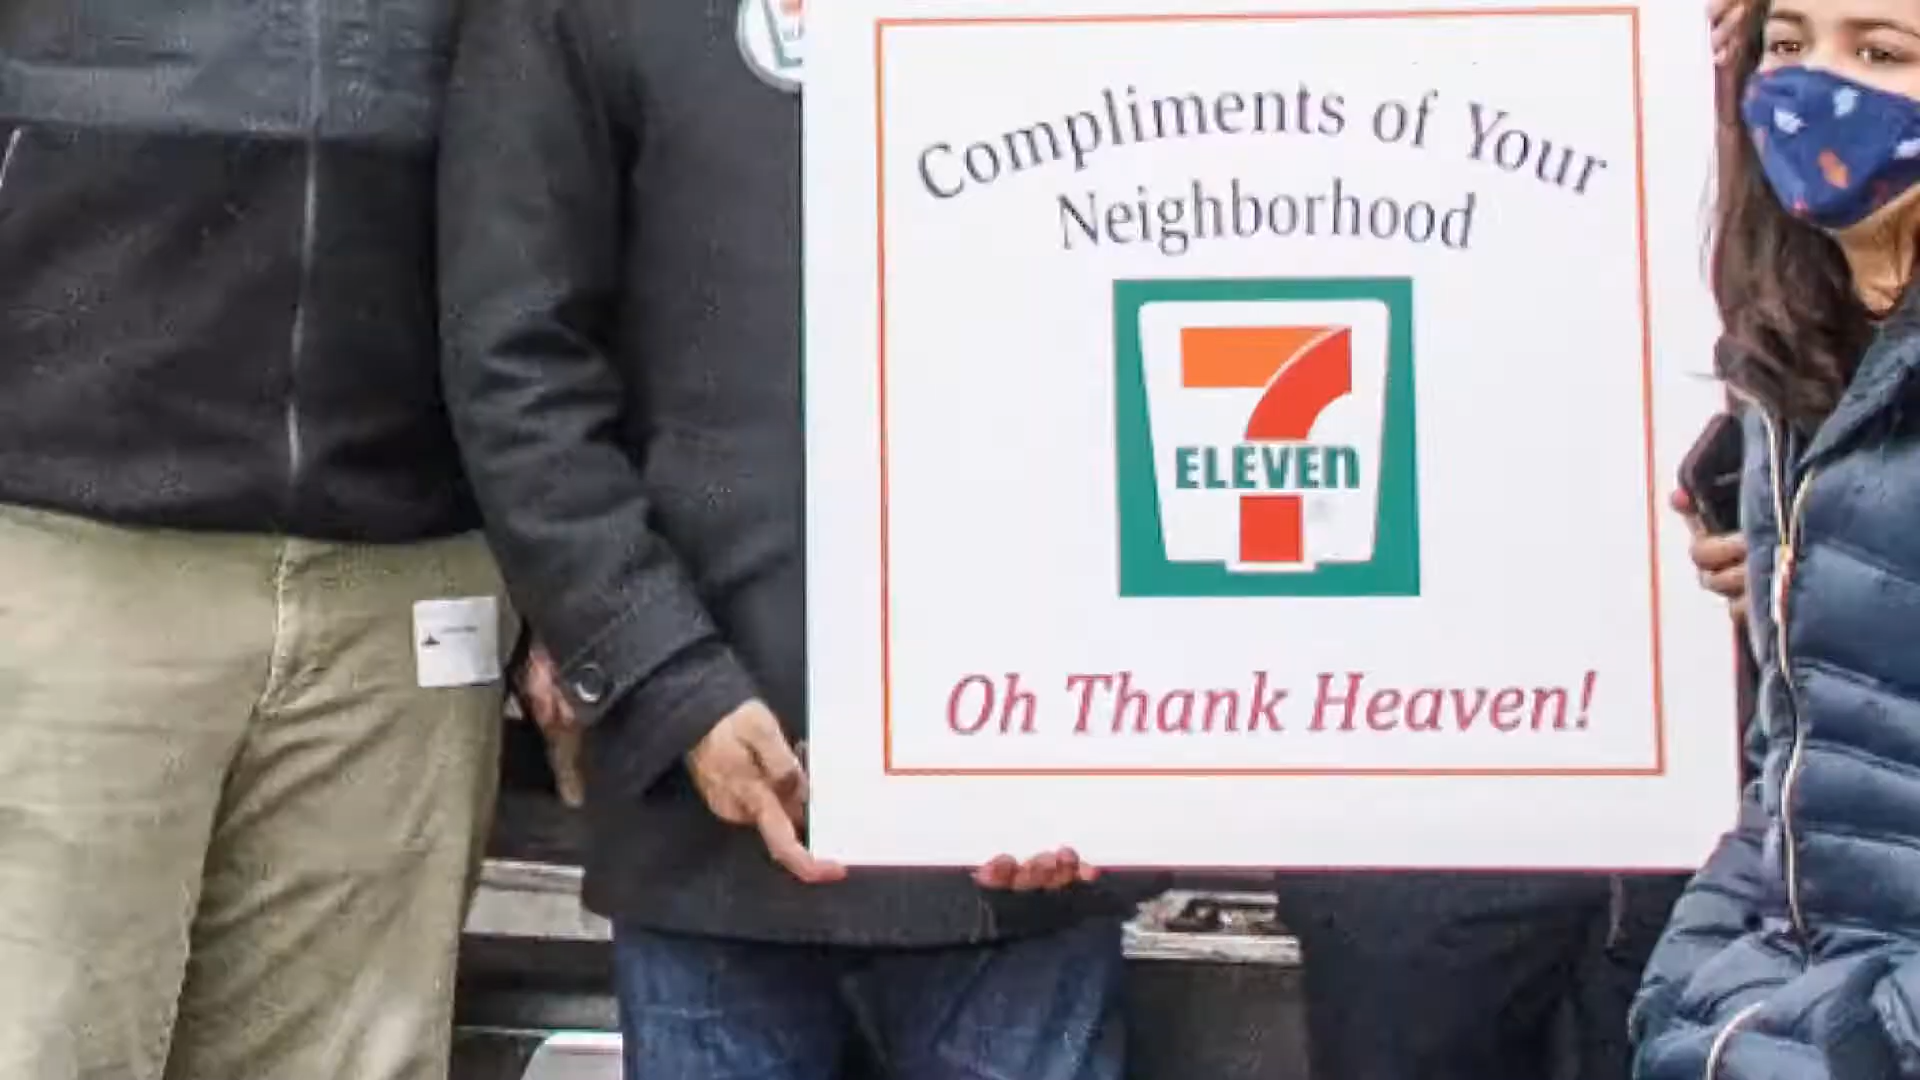 Compliments of Your
Neighborhood
7
ELEVEn
Oh Thank Heaven!